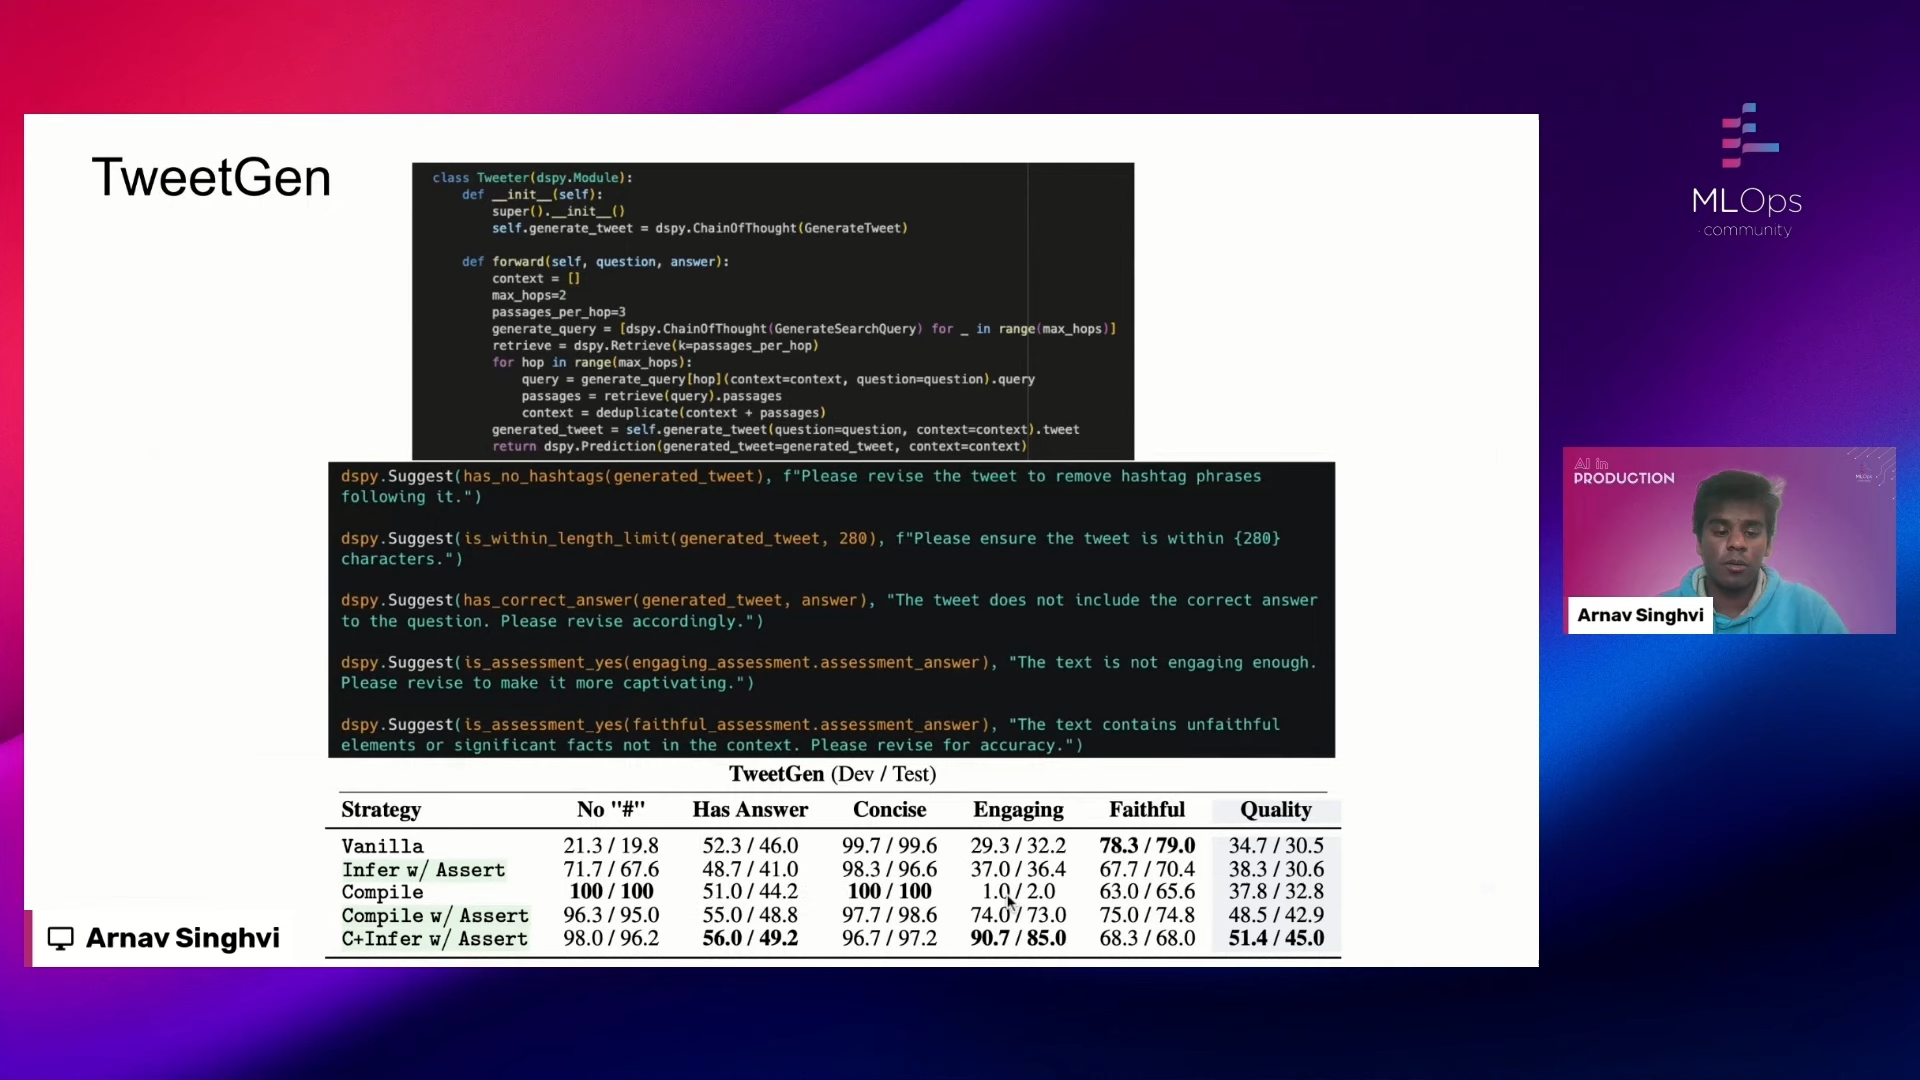 TweetGen
class Tweeter(dspy.Module):
def __init__(self):
super().__init__()
self.generate_tweet = dspy.ChainOfThought(GenerateTweet)
def forward(self, question, answer):
context = []
max_hops=2
passages_per_hop=3
generate_query = [dspy.ChainOfThought(GenerateSearchQuery) for _ in range(max_hops)]
retrieve = dspy.Retrieve(k=passages_per_hop)
for hop in range(max_hops):
query = generate_query[hop](context=context, question=question).query
passages = retrieve(query).passages
context = deduplicate(context + passages)
generated_tweet = self.generate_tweet(question=question, context=context).tweet
return dspy.Prediction(generated_tweet=generated_tweet, context=context)
dspy.Suggest(has_no_hashtags(generated_tweet), f"Please revise the tweet to remove hashtag phrases
following it.")
dspy.Suggest(is_within_length_limit(generated_tweet, 280), f"Please ensure the tweet is within {280}
characters.")
dspy.Suggest(has_correct_answer(generated_tweet, answer), "The tweet does not include the correct answer
to the question. Please revise accordingly.")
dspy.Suggest(is_assessment_yes(engaging_assessment.assessment_answer), "The text is not engaging enough.
Please revise to make it more captivating.")
dspy.Suggest(is_assessment_yes(faithful_assessment.assessment_answer), "The text contains unfaithful
elements or significant facts not in the context. Please revise for accuracy.")
TweetGen (Dev / Test)
Strategy No "#" Has Answer Concise Engaging Faithful Quality
Vanilla 21.3 / 19.8 52.3 / 46.0 99.7 / 99.6 29.3 / 32.2 78.3 / 79.0 34.7 / 30.5
Infer w/ Assert 71.7 / 67.6 48.7 / 41.0 98.3 / 96.6 37.0 / 36.4 67.7 / 70.4 38.3 / 30.6
Compile 100 / 100 51.0 / 44.2 100 / 100 1.0 / 2.0 63.0 / 65.6 37.8 / 32.8
Compile w/ Assert 96.3 / 95.0 55.0 / 48.8 97.7 / 98.6 74.0 / 73.0 75.0 / 74.8 48.5 / 42.9
C+Infer w/ Assert 98.0 / 96.2 56.0 / 49.2 96.7 / 97.2 90.7 / 85.0 68.3 / 68.0 51.4 / 45.0
Arnav Singhvi
MLOps
community
AI in
PRODUCTION
Arnav Singhvi